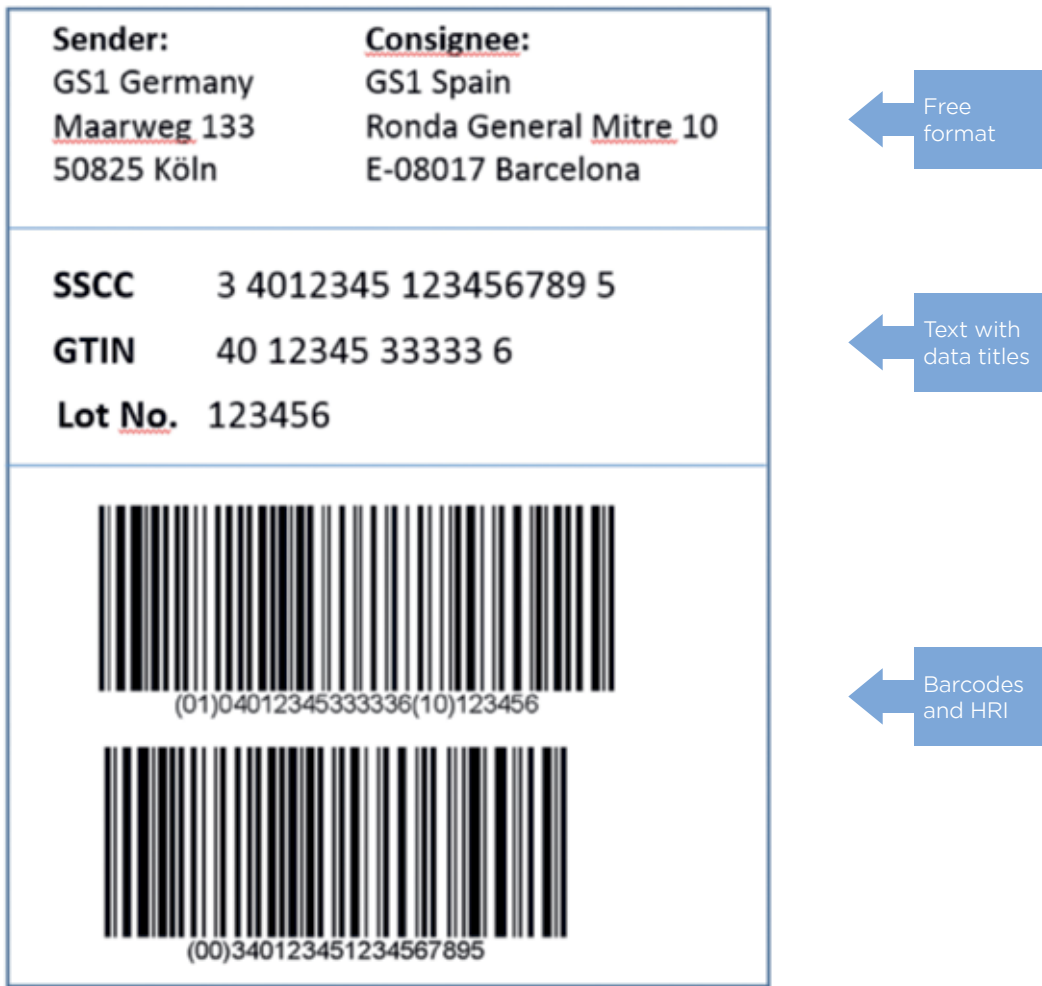 Sender:
GS1 Germany
Maarweg 133
50825 Köln
Consignee:
GS1 Spain
Ronda General Mitre 10
E-08017 Barcelona
Free
format
SSCC 3 4012345 123456789 5
GTIN 40 12345 33333 6
Lot No. 123456
Text with
data titles
(01)04012345333336(10)123456
(00)340123451234567895
Barcodes
and HRI